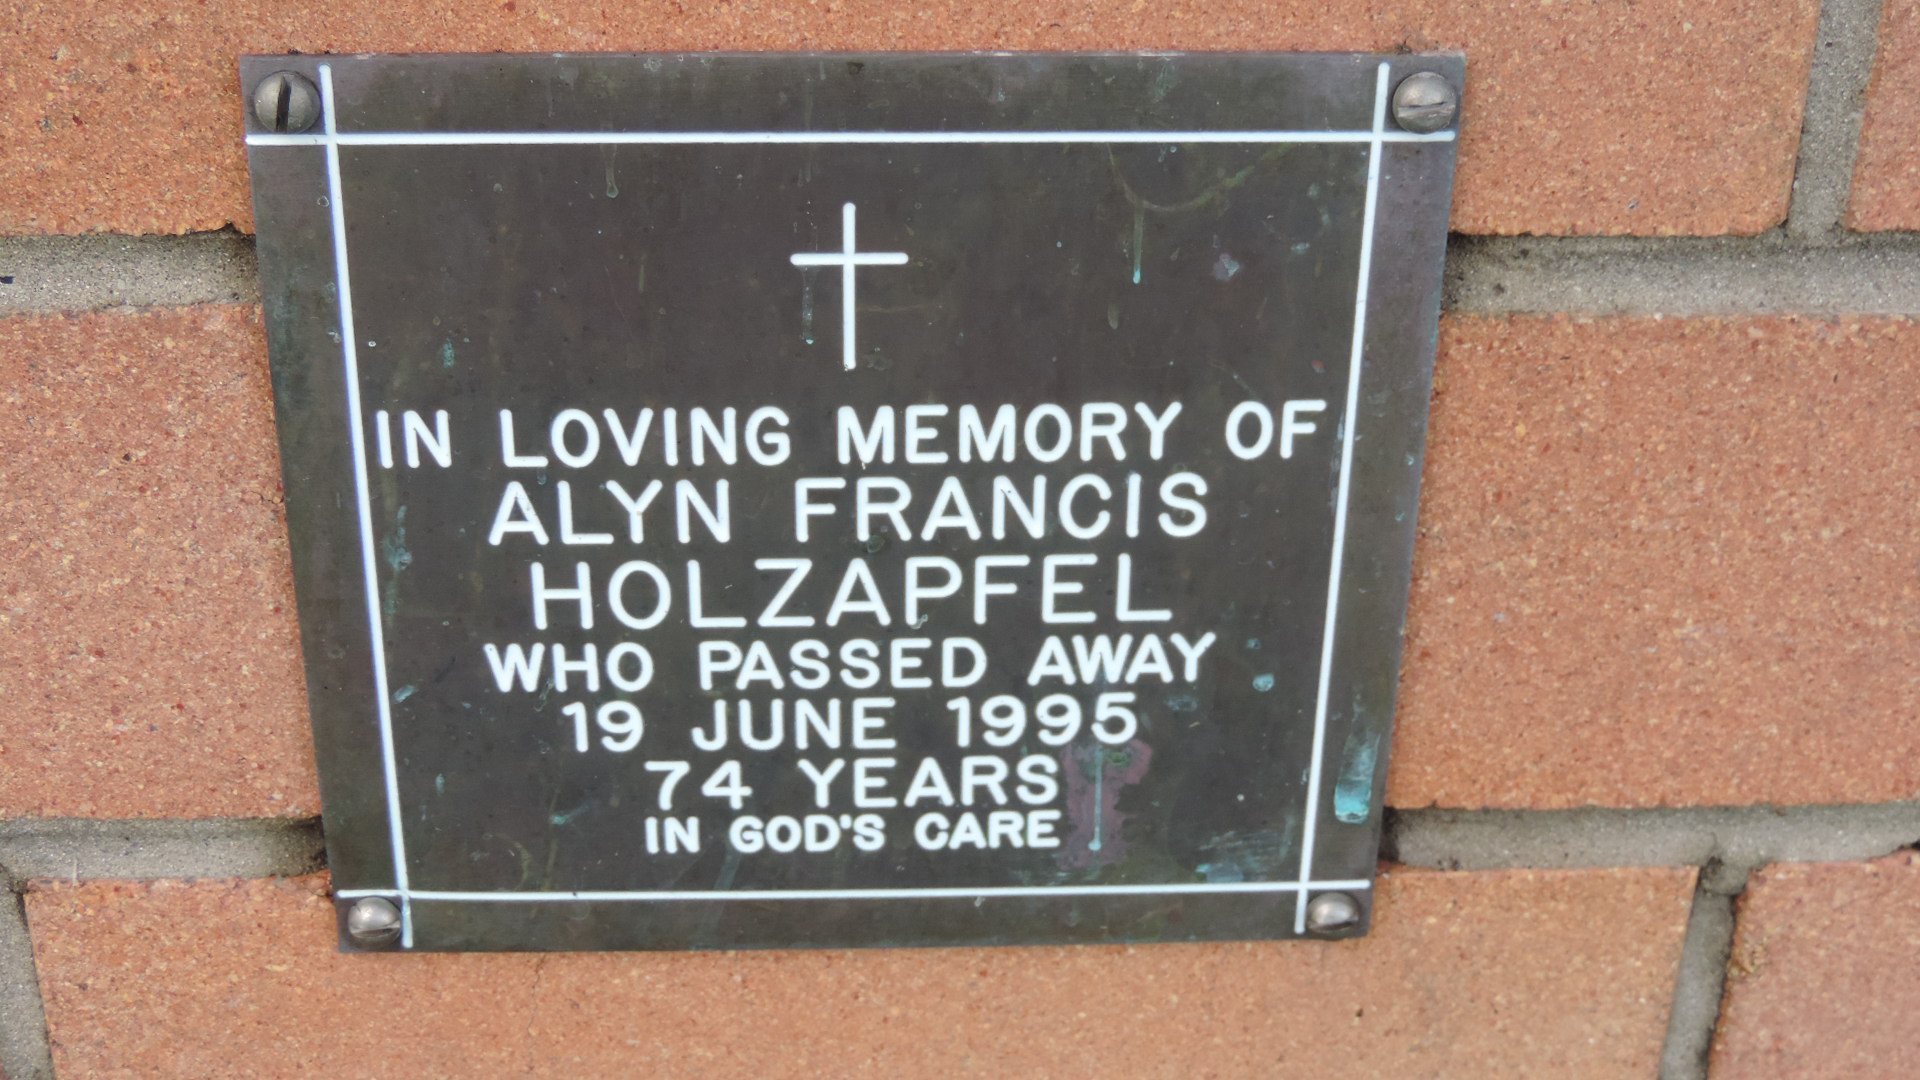 IN LOVING MEMORY OF
ALYN FRANCIS
HOLZAPFEL
WHO PASSED AWAY
19 JUNE 1995
74 YEARS
IN GOD'S CARE